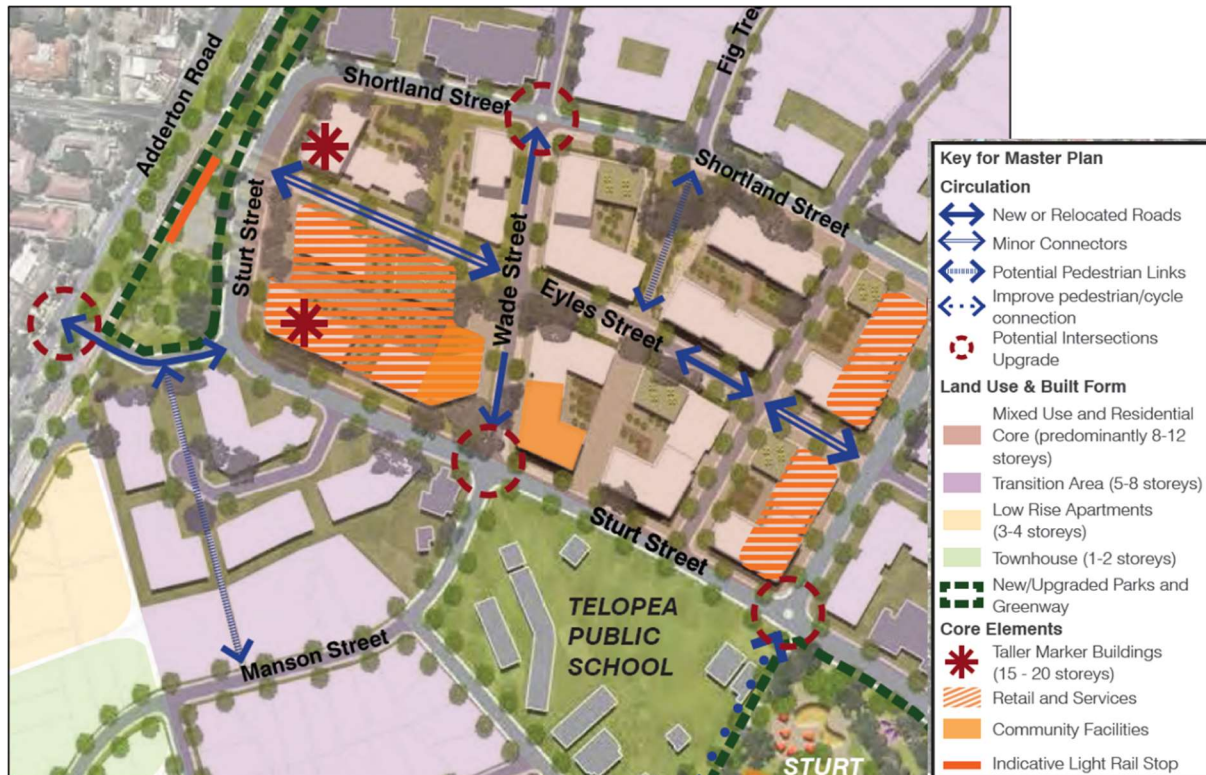 Adderton Road
Shortland Street
Fig Tree
Shortland Street
Sturt Street
Wade Street
Eyles Street
Sturt Street
TELOPEA
PUBLIC
SCHOOL
Manson Street
STURT
Key for Master Plan
Circulation
New or Relocated Roads
Minor Connectors
Potential Pedestrian Links
Improve pedestrian/cycle
connection
Potential Intersections
Upgrade
Land Use & Built Form
Mixed Use and Residential
Core (predominantly 8-12
storeys)
Transition Area (5-8 storeys)
Low Rise Apartments
(3-4 storeys)
Townhouse (1-2 storeys)
New/Upgraded Parks and
Greenway
Core Elements
Taller Marker Buildings
(15 - 20 storeys)
Retail and Services
Community Facilities
Indicative Light Rail Stop